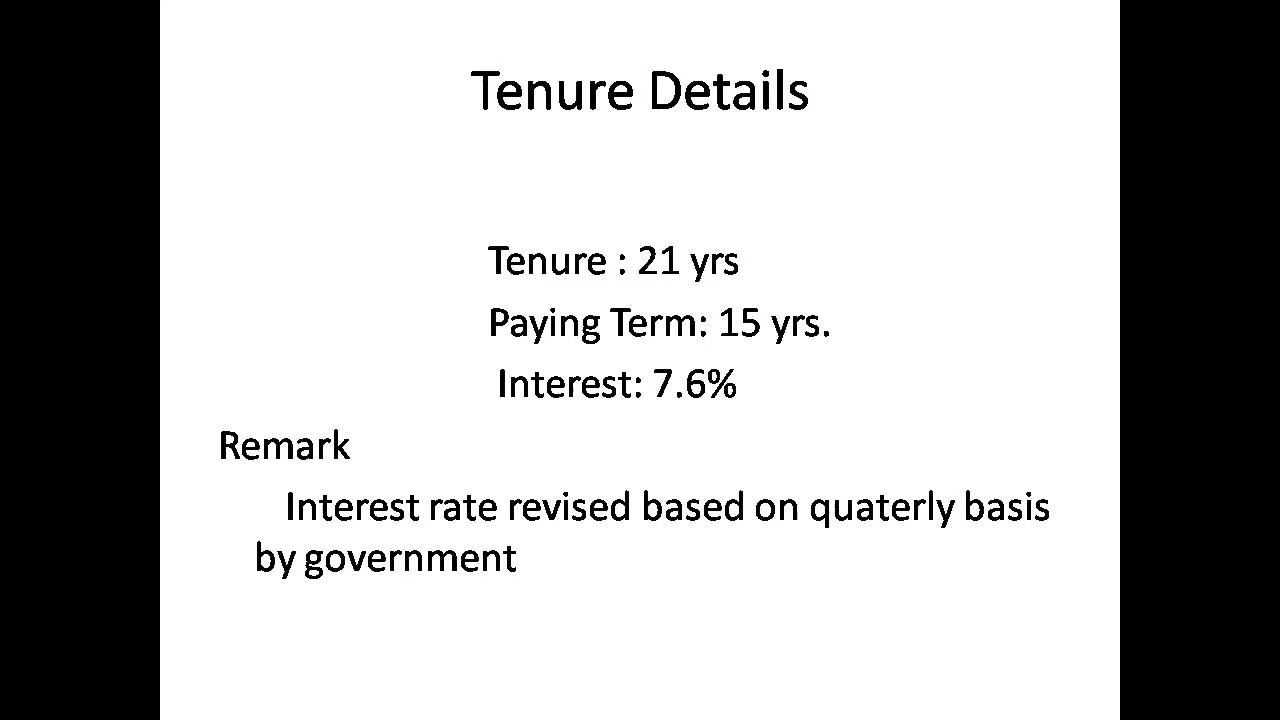 Tenure Details
Tenure : 21 yrs
Paying Term: 15 yrs.
Interest: 7.6%
Remark
Interest rate revised based on quaterly basis
by government